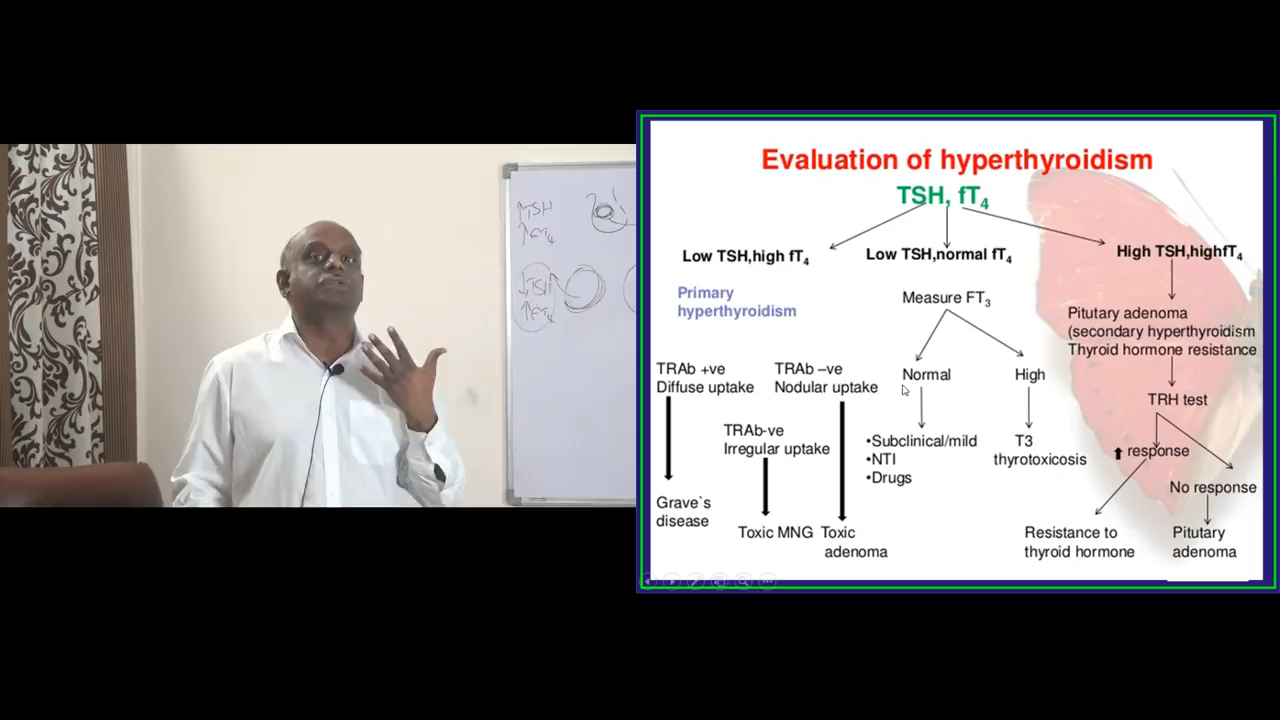 ↑TSH
↑FT4
↓TSH
↑FT4
Evaluation of hyperthyroidism
TSH, fT4
Low TSH,high fT4
Low TSH,normal fT4
High TSH,highfT4
Primary
hyperthyroidism
Measure FT3
Pitutary adenoma
(secondary hyperthyroidism
Thyroid hormone resistance
TRAb +ve
Diffuse uptake
TRAb –ve
Nodular uptake
Normal
High
TRH test
TRAb-ve
Irregular uptake
•Subclinical/mild
•NTI
•Drugs
T3
thyrotoxicosis
⬆ response
No response
Grave`s
disease
Toxic MNG
Toxic
adenoma
Resistance to
thyroid hormone
Pitutary
adenoma